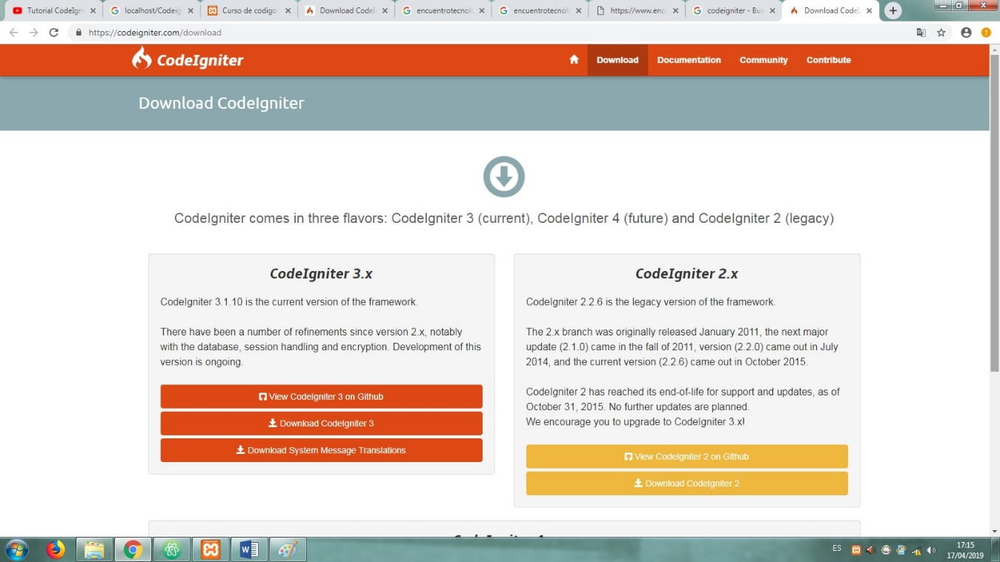 Tutorial CodeIgni
localhost/Codeig
Curso de codigo
Download CodeI
encuentrotecnolo
encuentrotecnolo
https://www.encu
codeigniter - Bus
Download CodeI
https://codeigniter.com/download
CodeIgniter
Download
Documentation
Community
Contribute
Download CodeIgniter
CodeIgniter comes in three flavors: CodeIgniter 3 (current), CodeIgniter 4 (future) and CodeIgniter 2 (legacy)
CodeIgniter 3.x
CodeIgniter 3.1.10 is the current version of the framework.
There have been a number of refinements since version 2.x, notably
with the database, session handling and encryption. Development of this
version is ongoing.
View CodeIgniter 3 on Github
Download CodeIgniter 3
Download System Message Translations
CodeIgniter 2.x
CodeIgniter 2.2.6 is the legacy version of the framework.
The 2.x branch was originally released January 2011, the next major
update (2.1.0) came in the fall of 2011, version (2.2.0) came out in July
2014, and the current version (2.2.6) came out in October 2015.
CodeIgniter 2 has reached its end-of-life for support and updates, as of
October 31, 2015. No further updates are planned.
We encourage you to upgrade to CodeIgniter 3.x!
View CodeIgniter 2 on Github
Download CodeIgniter 2
ES
17:15
17/04/2019